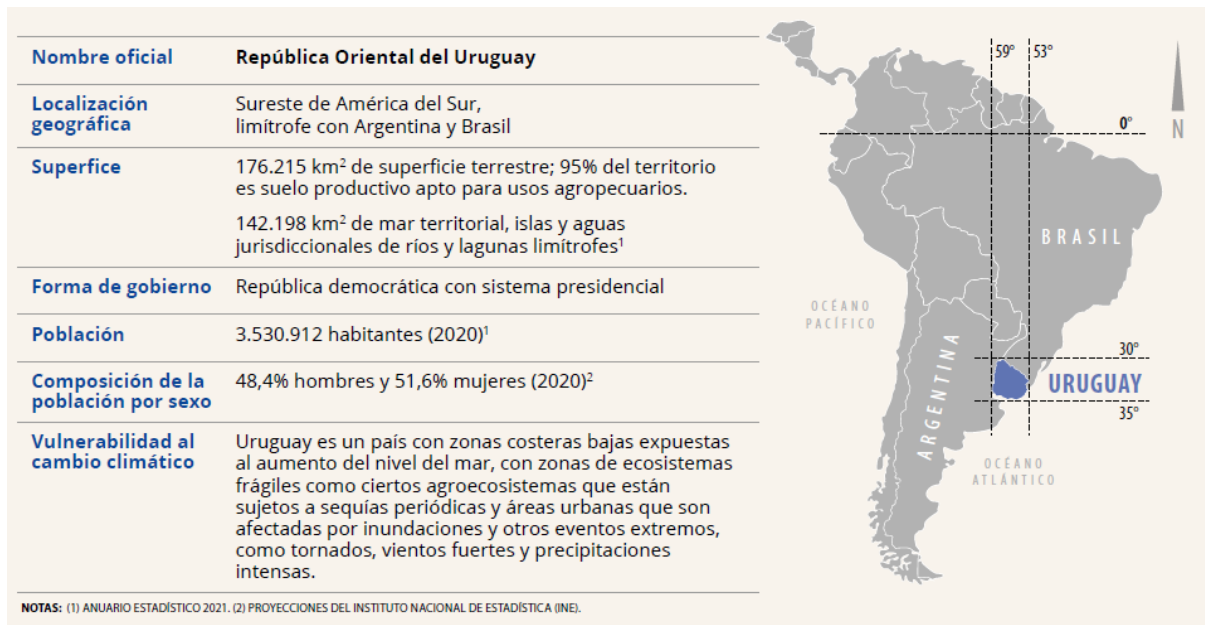 Nombre oficial
República Oriental del Uruguay
Localización
geográfica
Sureste de América del Sur,
limítrofe con Argentina y Brasil
Superfice
176.215 km² de superficie terrestre; 95% del territorio
es suelo productivo apto para usos agropecuarios.
142.198 km² de mar territorial, islas y aguas
jurisdiccionales de ríos y lagunas limítrofes¹
Forma de gobierno
República democrática con sistema presidencial
Población
3.530.912 habitantes (2020)¹
Composición de la
población por sexo
48,4% hombres y 51,6% mujeres (2020)²
Vulnerabilidad al
cambio climático
Uruguay es un país con zonas costeras bajas expuestas
al aumento del nivel del mar, con zonas de ecosistemas
frágiles como ciertos agroecosistemas que están
sujetos a sequías periódicas y áreas urbanas que son
afectadas por inundaciones y otros eventos extremos,
como tornados, vientos fuertes y precipitaciones
intensas.
NOTAS: (1) ANUARIO ESTADÍSTICO 2021. (2) PROYECCIONES DEL INSTITUTO NACIONAL DE ESTADÍSTICA (INE).
59°
53°
0°
N
BRASIL
OCÉANO
PACÍFICO
ARGENTINA
30°
URUGUAY
35°
OCÉANO
ATLÁNTICO